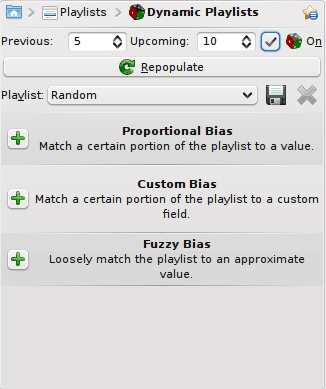 Playlists Dynamic Playlists
Previous: 5 Upcoming: 10 On
Repopulate
Playlist: Random
Proportional Bias
Match a certain portion of the playlist to a value.
Custom Bias
Match a certain portion of the playlist to a custom
field.
Fuzzy Bias
Loosely match the playlist to an approximate
value.